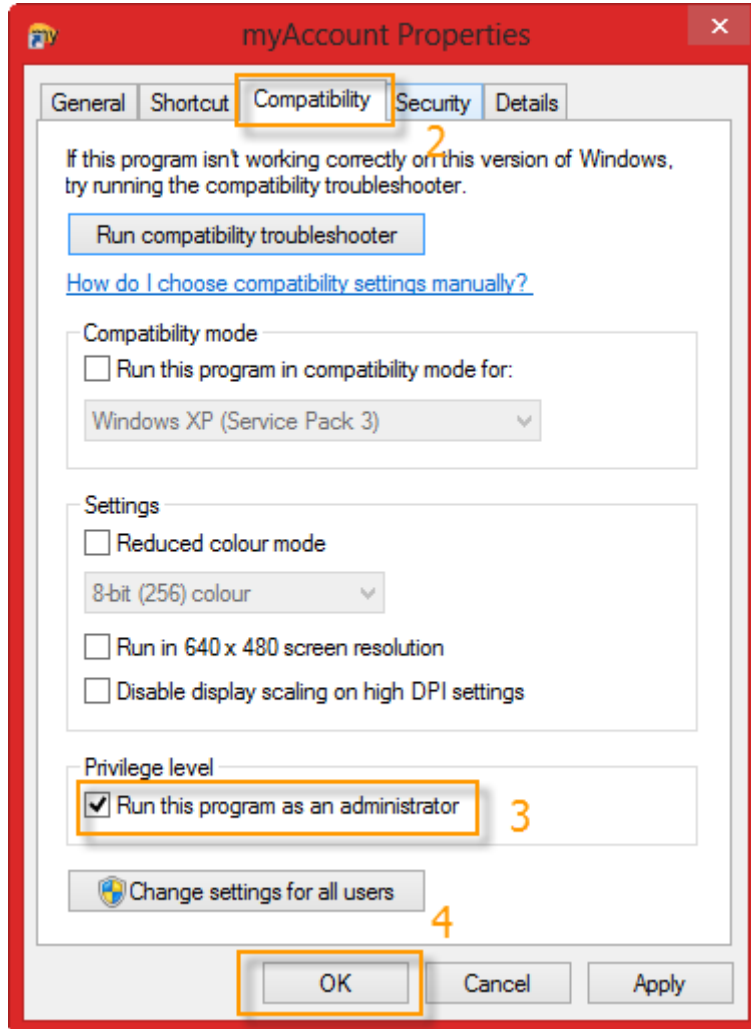 my
myAccount Properties
General Shortcut Compatibility Security Details
2
If this program isn't working correctly on this version of Windows,
try running the compatibility troubleshooter.
Run compatibility troubleshooter
How do I choose compatibility settings manually?
Compatibility mode
Run this program in compatibility mode for:
Windows XP (Service Pack 3)
Settings
Reduced colour mode
8-bit (256) colour
Run in 640 x 480 screen resolution
Disable display scaling on high DPI settings
Privilege level
Run this program as an administrator 3
Change settings for all users
4
OK Cancel Apply